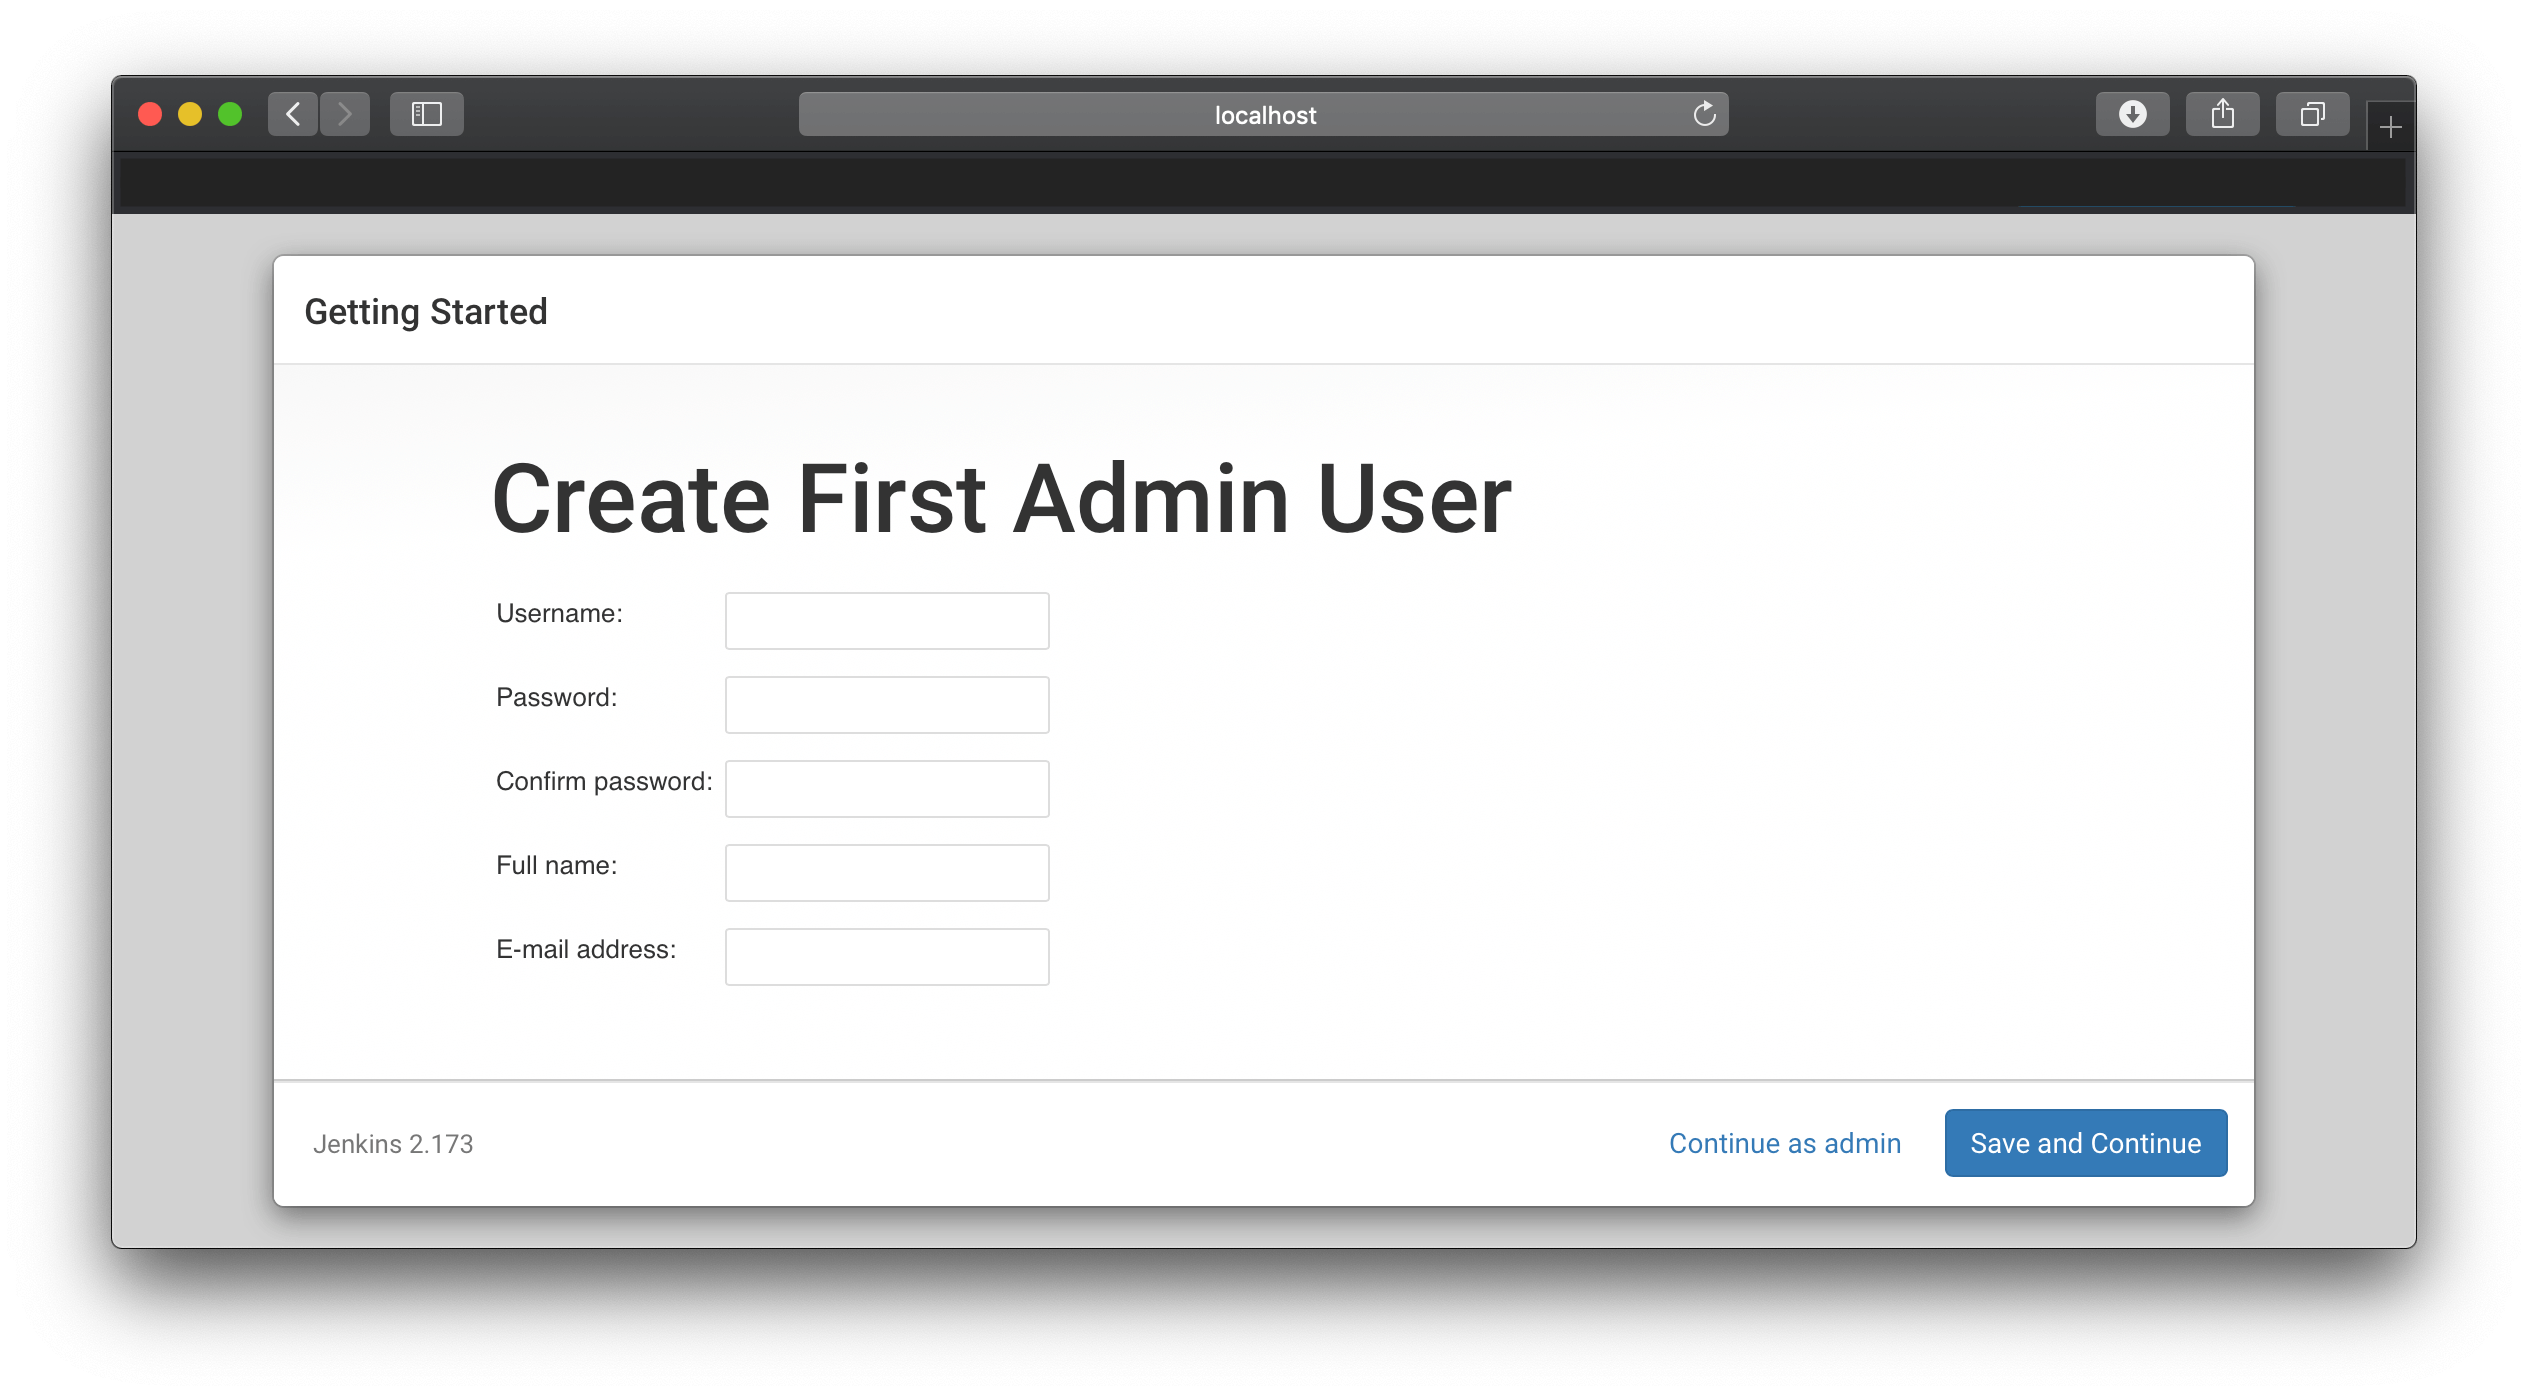 localhost
Getting Started
Create First Admin User
Username:
Password:
Confirm password:
Full name:
E-mail address:
Jenkins 2.173
Continue as admin
Save and Continue